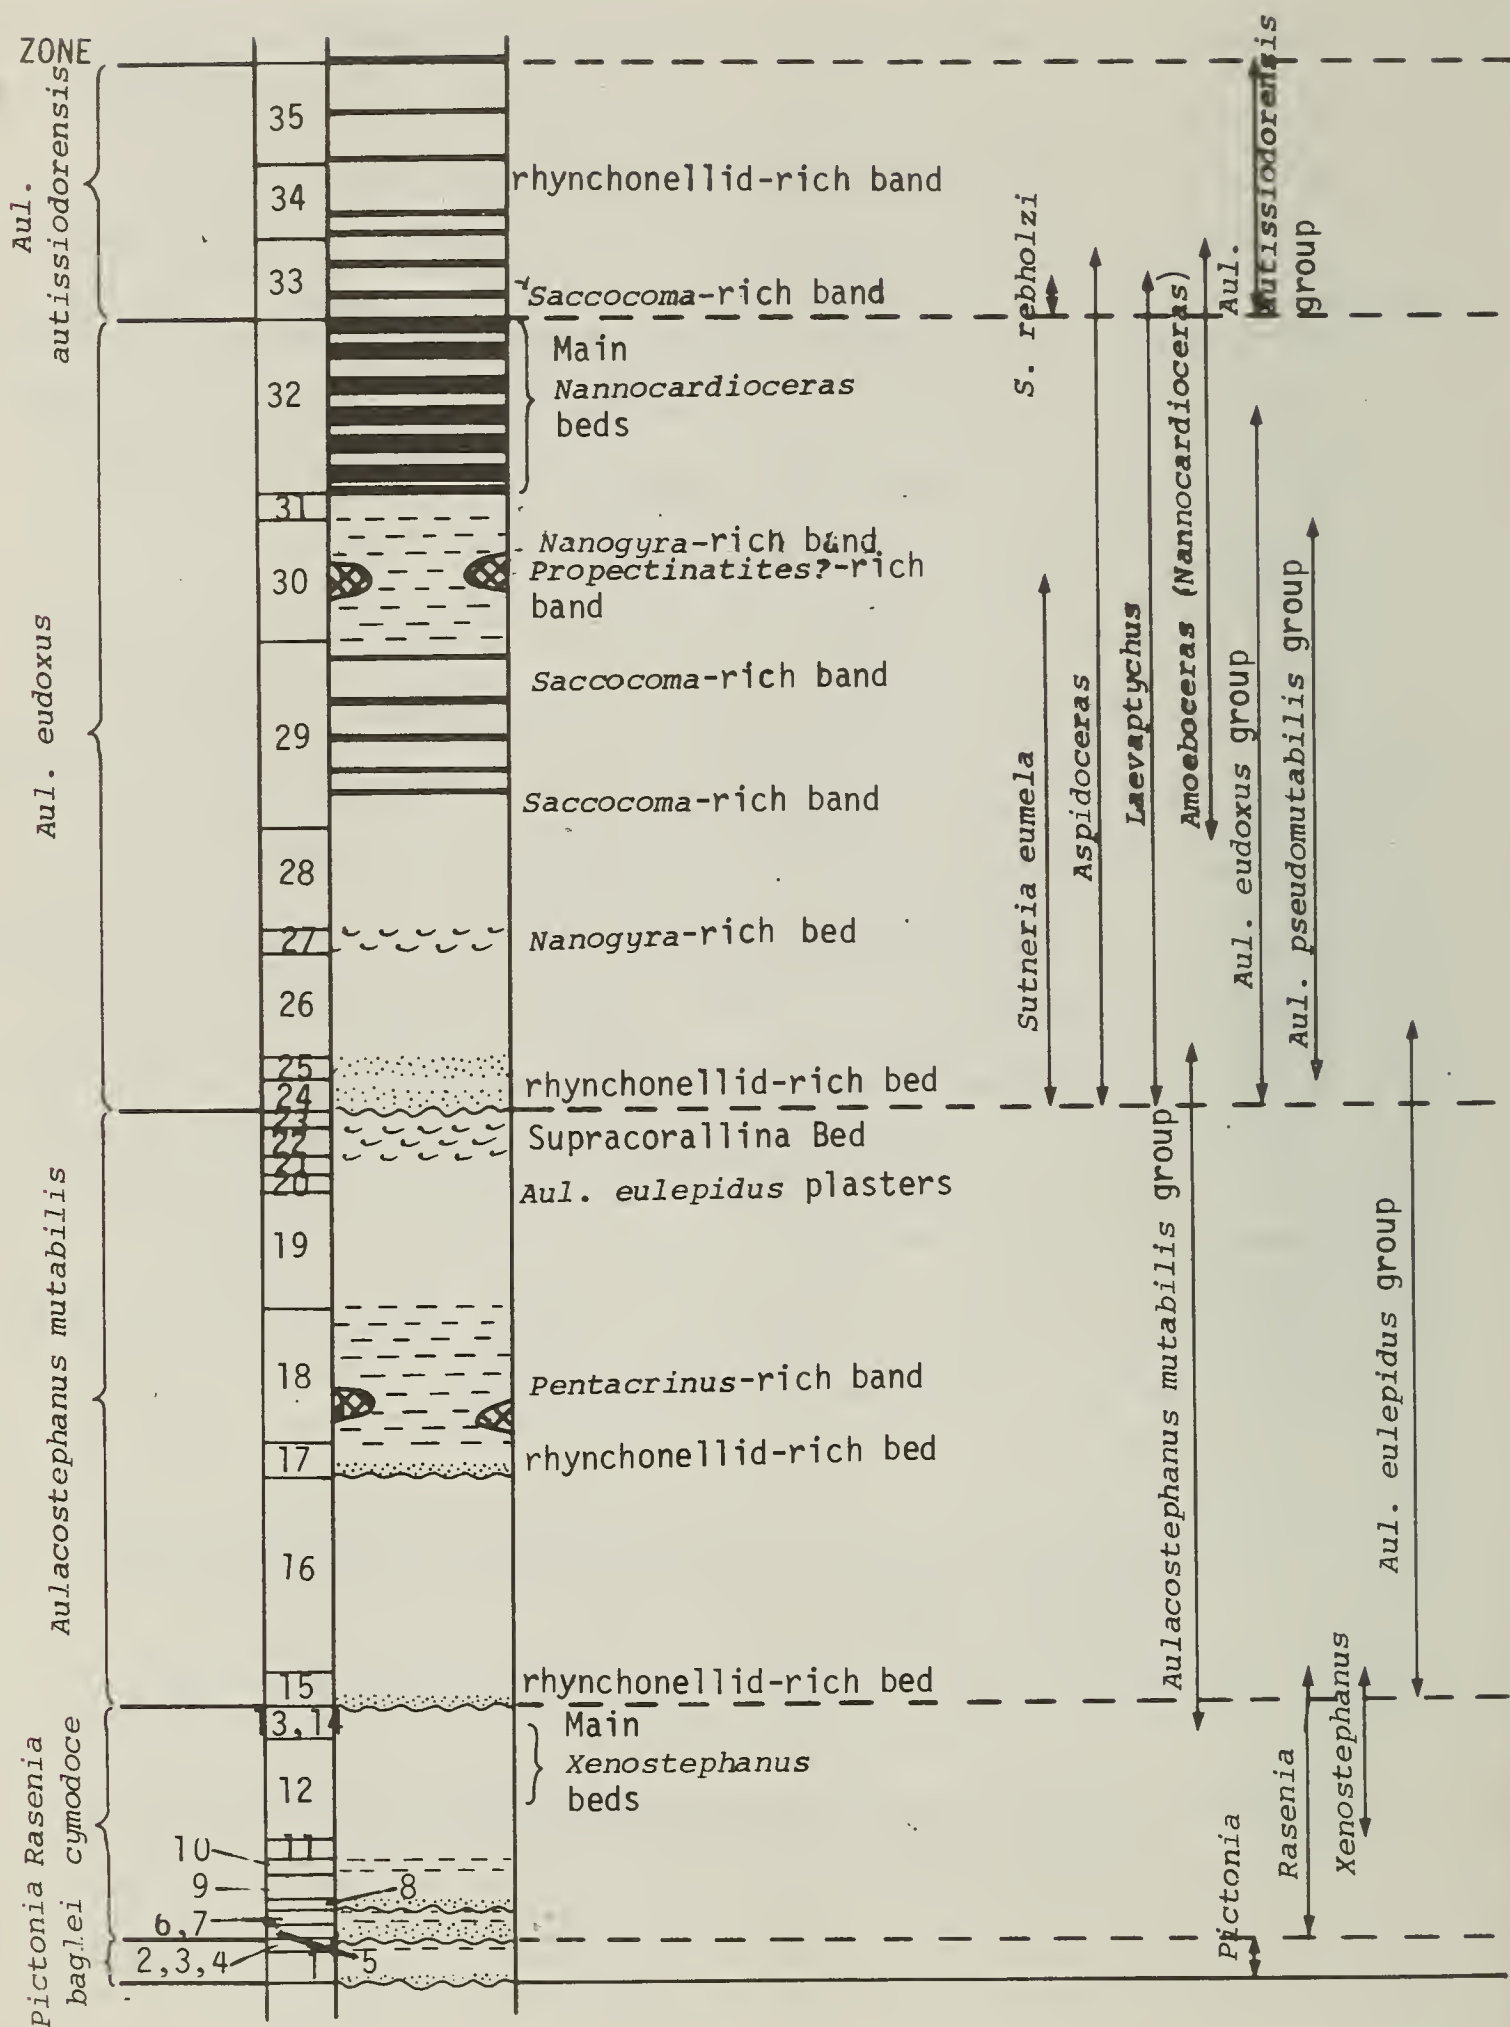 ZONE
Aul.
autissiodorensis
Aul. eudoxus
Aulacostephanus mutabilis
Rasenia
cymodoce
Pictonia
baglei
35
34
33
32
31
30
29
28
27
26
25
24
23
22
21
20
19
18
17
16
15
13,14
12
11
10
9
8
6,7
5
2,3,4
1
rhynchonellid-rich band
Saccocoma-rich band
Main
Nannocardioceras
beds
Nanogyra-rich band
Propectinatites?-rich
band
Saccocoma-rich band
Saccocoma-rich band
Nanogyra-rich bed
rhynchonellid-rich bed
Supracorallina Bed
Aul. eulepidus plasters
Pentacrinus-rich band
rhynchonellid-rich bed
rhynchonellid-rich bed
Main
Xenostephanus
beds
S. rebholzi
Sutneria eumela
Aspidoceras
Laevaptychus
Amoeboceras (Nannocardioceras)
Aul.
autissiodorensis
group
Aul. eudoxus group
Aul. pseudomutabilis group
Aulacostephanus mutabilis group
Aul. eulepidus group
Pictonia
Rasenia
Xenostephanus